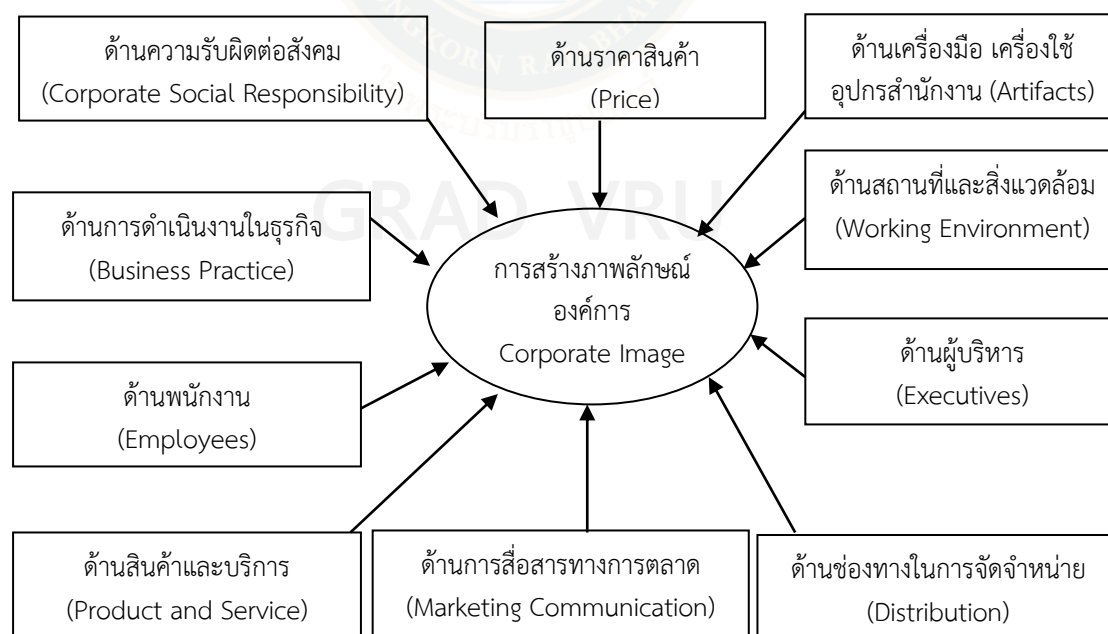 ด้านความรับผิดต่อสังคม
(Corporate Social Responsibility)
ด้านราคาสินค้า
(Price)
ด้านเครื่องมือ เครื่องใช้
อุปกรสำนักงาน (Artifacts)
ด้านการดำเนินงานในธุรกิจ
(Business Practice)
GRAD VRU
ด้านสถานที่และสิ่งแวดล้อม
(Working Environment)
การสร้างภาพลักษณ์
องค์การ
Corporate Image
ด้านพนักงาน
(Employees)
ด้านผู้บริหาร
(Executives)
ด้านสินค้าและบริการ
(Product and Service)
ด้านการสื่อสารทางการตลาด
(Marketing Communication)
ด้านช่องทางในการจัดจำหน่าย
(Distribution)